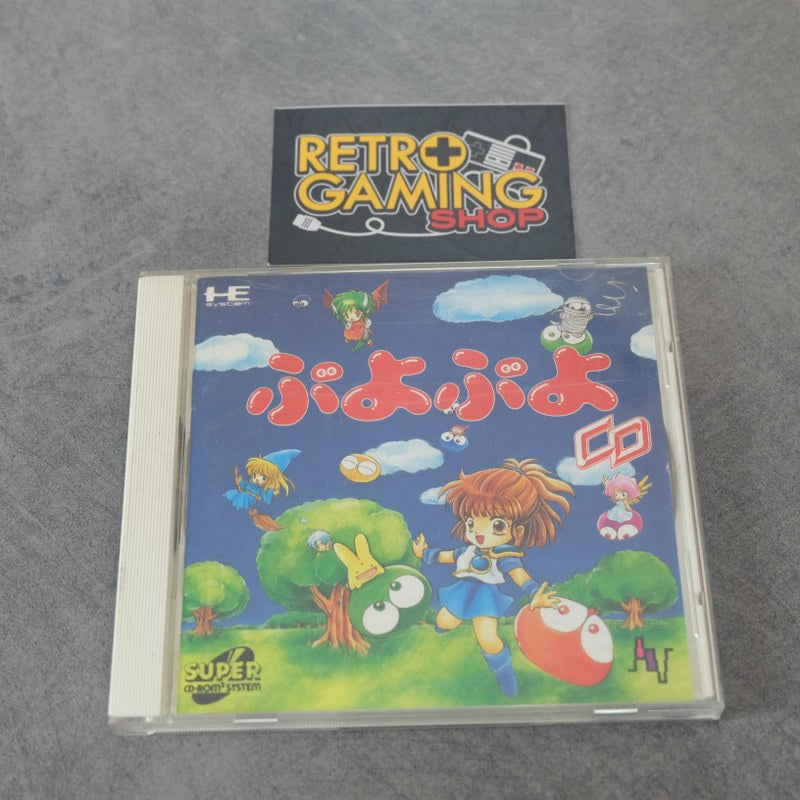 RETRO
GAMING
SHOP
HE
system
ぷよぷよ
CD
SUPER
CD-ROM² SYSTEM